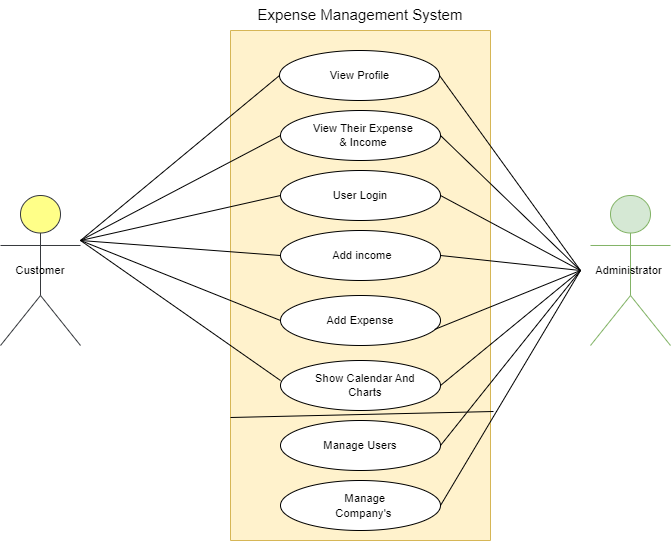 Expense Management System
View Profile
View Their Expense
& Income
User Login
Add income
Customer
Administrator
Add Expense
Show Calendar And
Charts
Manage Users
Manage
Company's